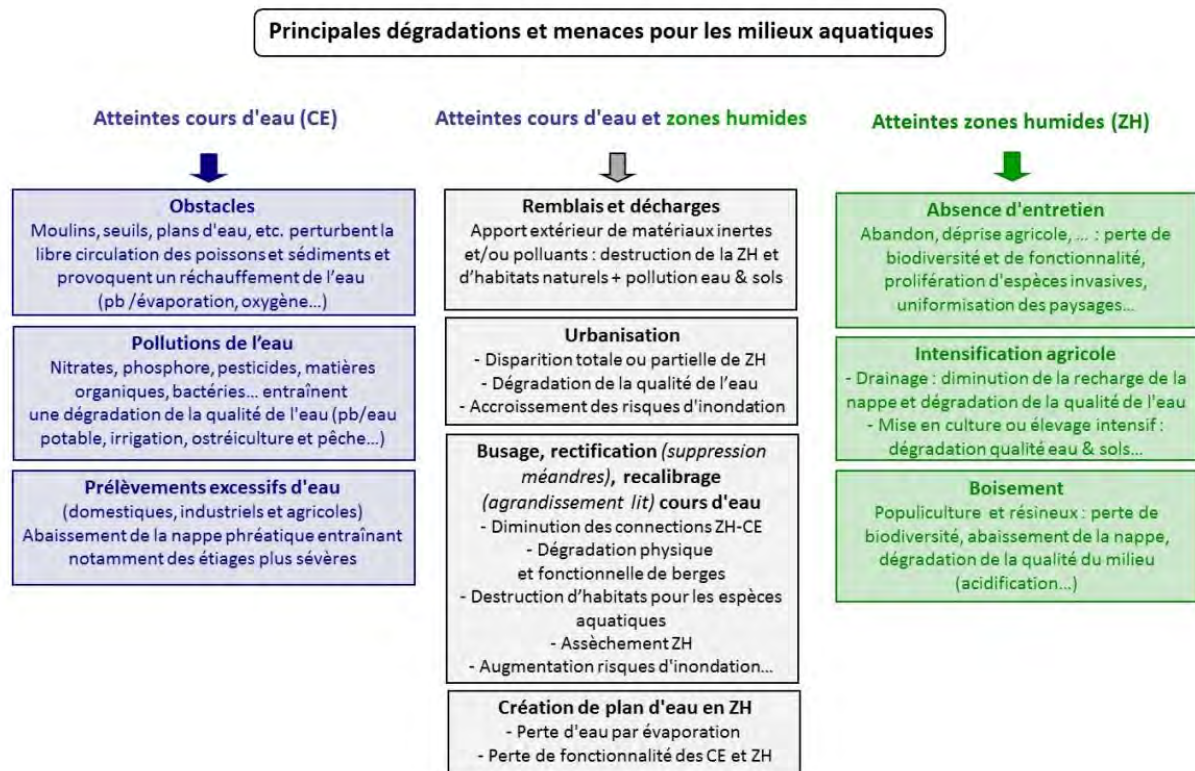 Principales dégradations et menaces pour les milieux aquatiques
Atteintes cours d'eau (CE)
Obstacles
Moulins, seuils, plans d'eau, etc. perturbent la
libre circulation des poissons et sédiments et
provoquent un réchauffement de l'eau
(pb /évaporation, oxygène…)
Pollutions de l'eau
Nitrates, phosphore, pesticides, matières
organiques, bactéries… entraînent
une dégradation de la qualité de l'eau (pb/eau
potable, irrigation, ostréiculture et pêche…)
Prélèvements excessifs d'eau
(domestiques, industriels et agricoles)
Abaissement de la nappe phréatique entraînant
notamment des étiages plus sévères
Atteintes cours d'eau et zones humides
Remblais et décharges
Apport extérieur de matériaux inertes
et/ou polluants : destruction de la ZH et
d'habitats naturels + pollution eau & sols
Urbanisation
- Disparition totale ou partielle de ZH
- Dégradation de la qualité de l'eau
- Accroissement des risques d'inondation
Busage, rectification (suppression
méandres), recalibrage
(agrandissement lit) cours d'eau
- Diminution des connections ZH-CE
- Dégradation physique
et fonctionnelle de berges
- Destruction d'habitats pour les espèces
aquatiques
- Assèchement ZH
- Augmentation risques d'inondation…
Création de plan d'eau en ZH
- Perte d'eau par évaporation
- Perte de fonctionnalité des CE et ZH
Atteintes zones humides (ZH)
Absence d'entretien
Abandon, déprise agricole, … : perte de
biodiversité et de fonctionnalité,
prolifération d'espèces invasives,
uniformisation des paysages…
Intensification agricole
- Drainage : diminution de la recharge de la
nappe et dégradation de la qualité de l'eau
- Mise en culture ou élevage intensif :
dégradation qualité eau & sols…
Boisement
Populiculture et résineux : perte de
biodiversité, abaissement de la nappe,
dégradation de la qualité du milieu
(acidification…)